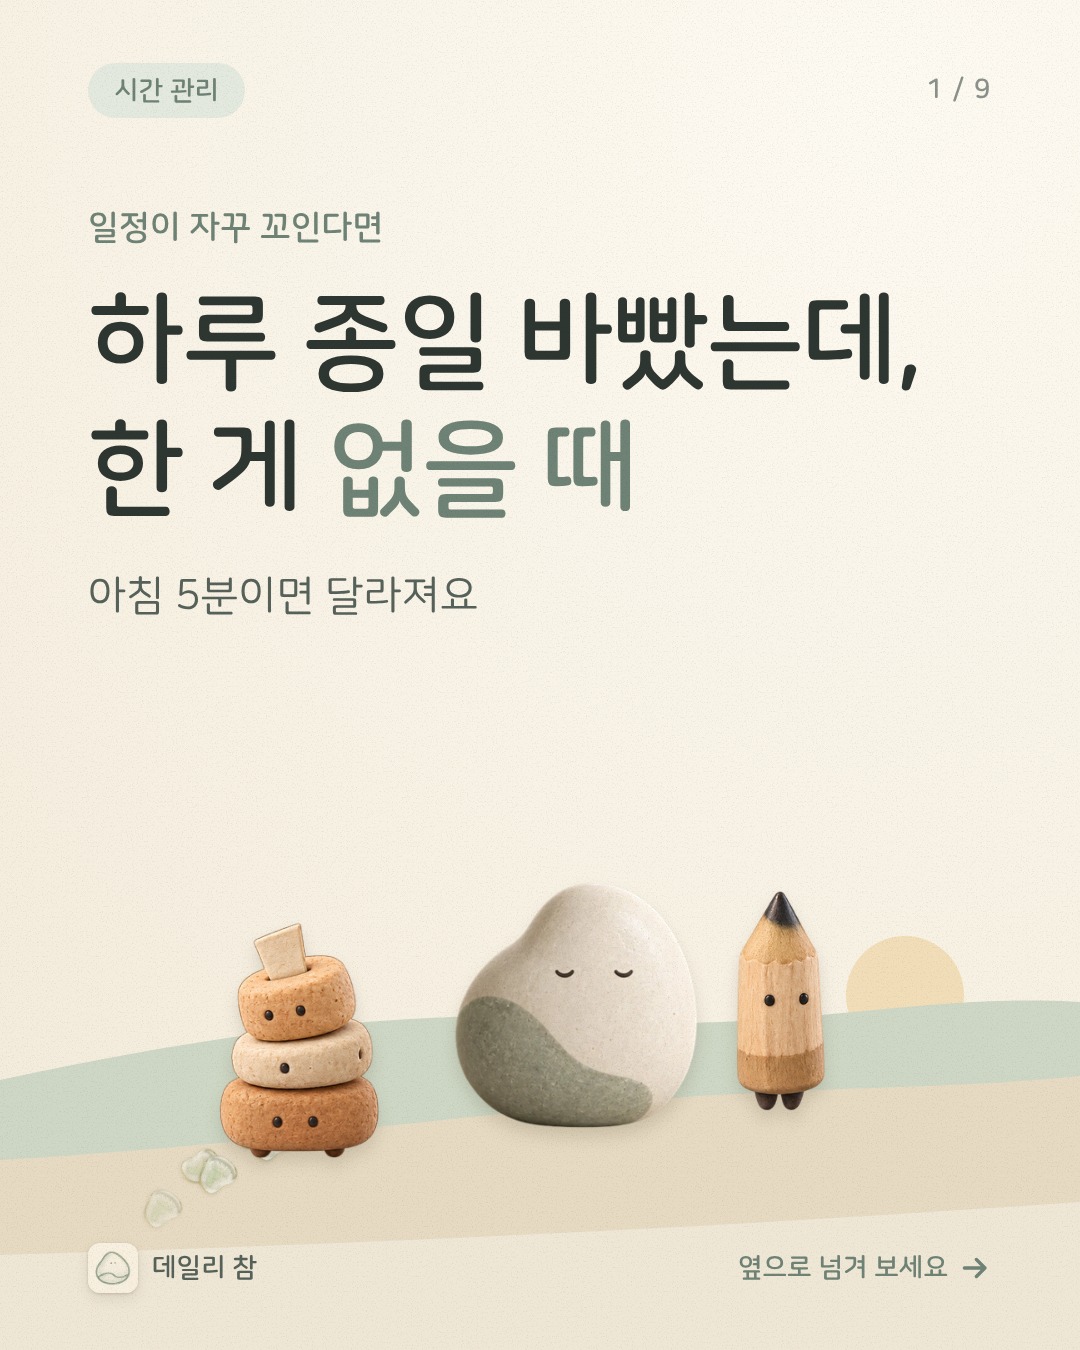 시간 관리
1 / 9
일정이 자꾸 꼬인다면
하루 종일 바빴는데,
한 게 없을 때
아침 5분이면 달라져요
데일리 참
옆으로 넘겨 보세요 →